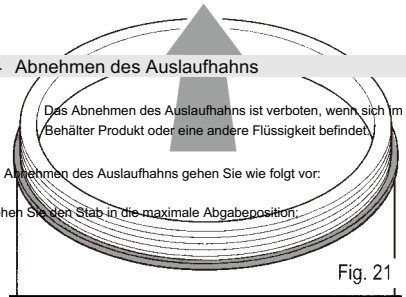 Abnehmen des Auslaufhahns
Das Abnehmen des Auslaufhahns ist verboten, wenn sich im
Behälter Produkt oder eine andere Flüssigkeit befindet.
Abnehmen des Auslaufhahns gehen Sie wie folgt vor:
hen Sie den Stab in die maximale Abgabeposition;
Fig. 21